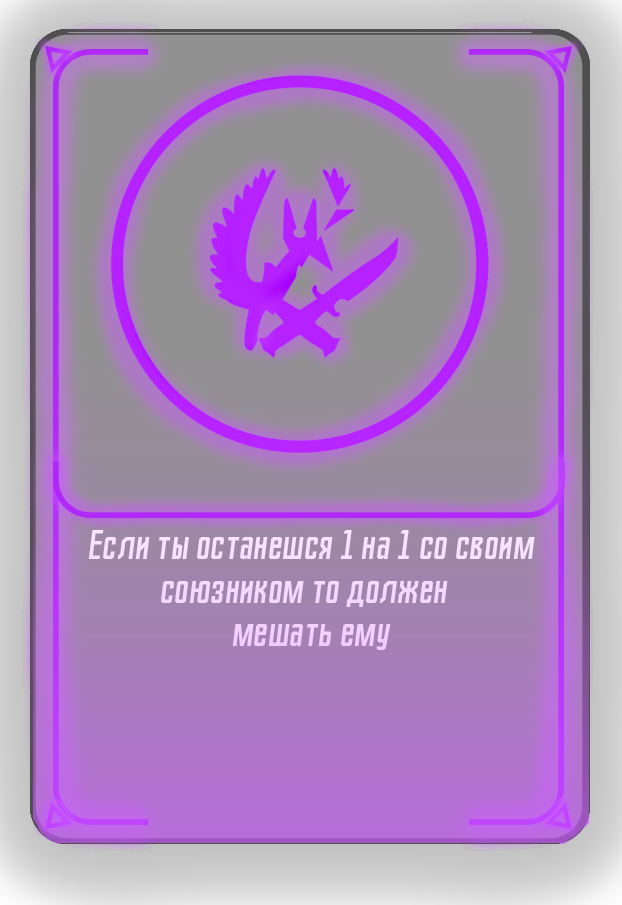 Если ты останешся 1 на 1 со своим
союзником то должен
мешать ему